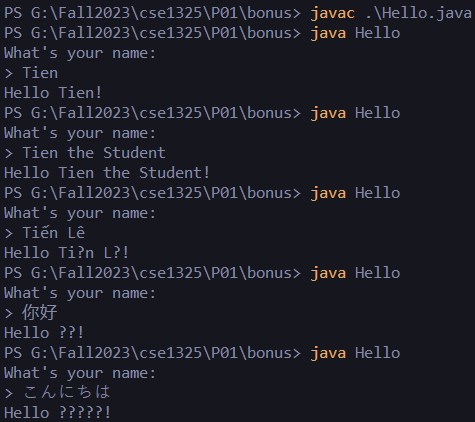 PS G:\Fall2023\cse1325\P01\bonus> javac .\Hello.java
PS G:\Fall2023\cse1325\P01\bonus> java Hello
What's your name:
> Tien
Hello Tien!
PS G:\Fall2023\cse1325\P01\bonus> java Hello
What's your name:
> Tien the Student
Hello Tien the Student!
PS G:\Fall2023\cse1325\P01\bonus> java Hello
What's your name:
> Tiến Lê
Hello Ti?n L?!
PS G:\Fall2023\cse1325\P01\bonus> java Hello
What's your name:
> 你好
Hello ??!
PS G:\Fall2023\cse1325\P01\bonus> java Hello
What's your name:
> こんにちは
Hello ?????!